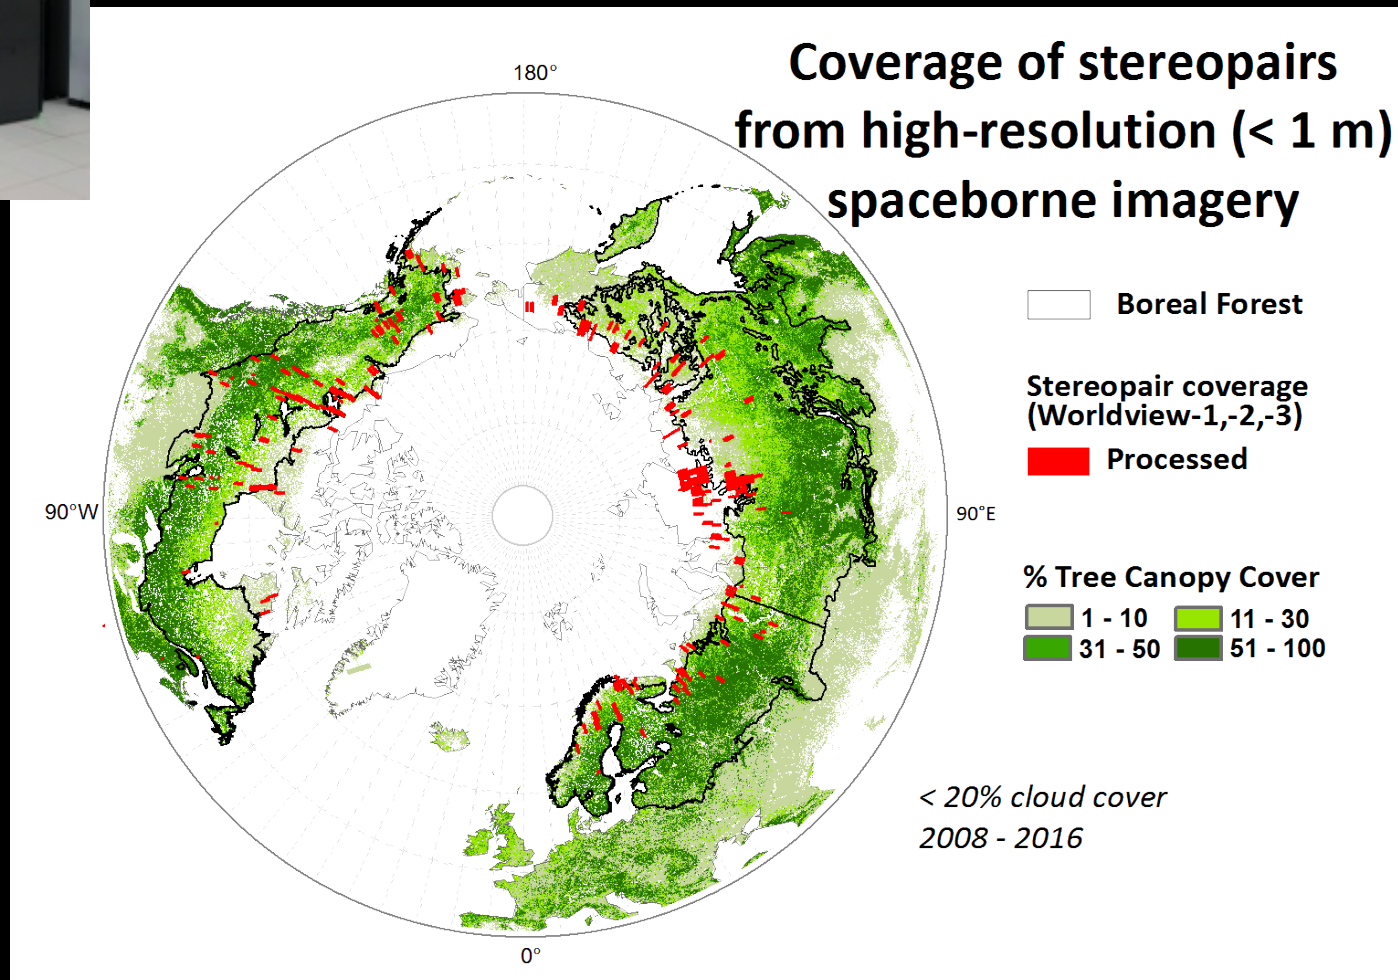 Coverage of stereopairs
from high-resolution (< 1 m)
spaceborne imagery
180°
90°W
90°E
0°
Boreal Forest
Stereopair coverage
(Worldview-1,-2,-3)
Processed
% Tree Canopy Cover
1 - 10
11 - 30
31 - 50
51 - 100
< 20% cloud cover
2008 - 2016